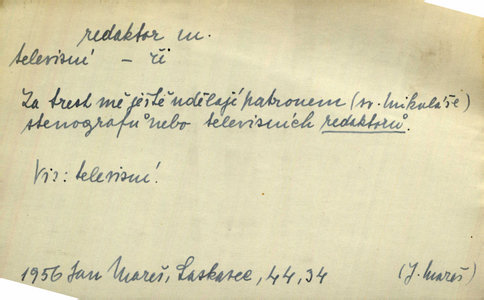 redaktor m.
televisní – ři
Za trest mě ještě udělají patronem (sv. mikuláše)
stenografů nebo televisních redaktorů.
Viz: televisní.
1956 Jan Mareš, Laskavec, 44, 34 (J. Mareš)